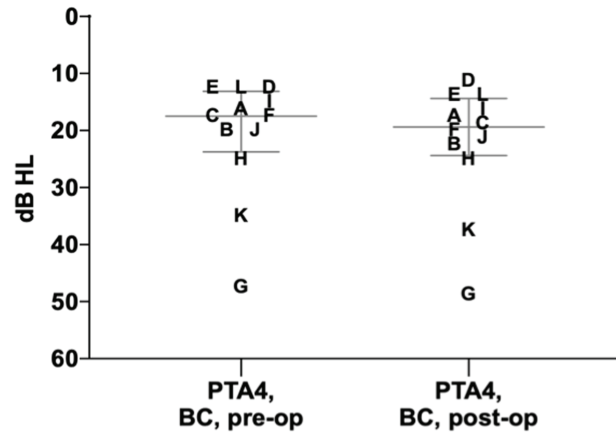 0
10
20
30
40
50
60
dB HL
E L D
I
A
C F
B J
H
K
G
D
E L
I
A
C
F
J
B
H
K
G
PTA4, PTA4,
BC, pre-op BC, post-op